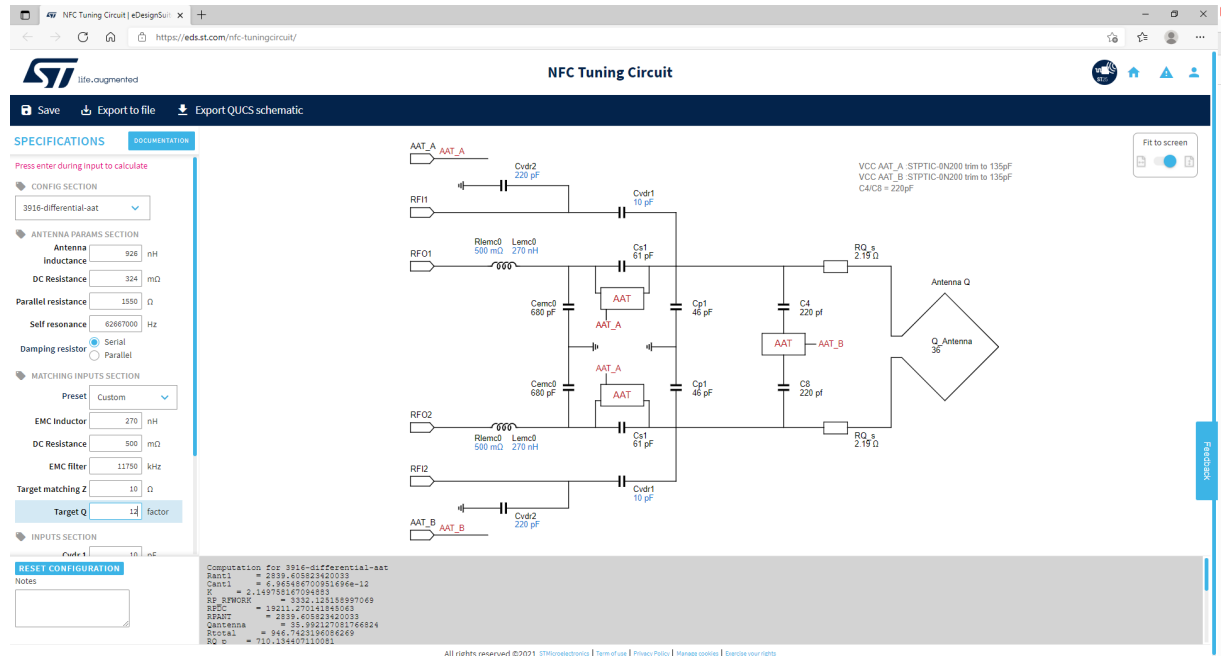 NFC Tuning Circuit | eDesignSuit
https://eds.st.com/nfc-tuningcircuit/
life.augmented
NFC Tuning Circuit
Save
Export to file
Export QUCS schematic
SPECIFICATIONS
DOCUMENTATION
Press enter during input to calculate
CONFIG SECTION
3916-differential-aat
ANTENNA PARAMS SECTION
Antenna inductance 926 nH
DC Resistance 324 mΩ
Parallel resistance 1550 Ω
Self resonance 62667000 Hz
Damping resistor Serial
Parallel
MATCHING INPUTS SECTION
Preset Custom
EMC Inductor 270 nH
DC Resistance 500 mΩ
EMC filter 11750 kHz
Target matching Z 10 Ω
Target Q 12 factor
INPUTS SECTION
Cvdr 1 10 pF
RESET CONFIGURATION
Notes
AAT_A AAT_A
Cvdr2
220 pF
Cvdr1
10 pF
RFI1
VCC AAT_A :STPTIC-0N200 trim to 135pF
VCC AAT_B :STPTIC-0N200 trim to 135pF
C4/C8 = 220pF
Fit to screen
RFO1
Rlemc0 Lemc0
500 mΩ 270 nH
Cs1
61 pF
RQ_s
2.19 Ω
AAT
AAT_A
Cemc0
680 pF
Cp1
46 pF
C4
220 pf
Antenna Q
AAT AAT_B
Q_Antenna
36
AAT_A
AAT
Cemc0
680 pF
Cp1
46 pF
C8
220 pf
RFO2
Rlemc0 Lemc0
500 mΩ 270 nH
Cs1
61 pF
RQ_s
2.19 Ω
RFI2
Cvdr1
10 pF
Cvdr2
220 pF
AAT_B AAT_B
Feedback
Computation for 3916-differential-aat
Rant1 = 2839.605823420033
Cant1 = 6.965486700951696e-12
K = 2.149758167094883
RP_RFWORK = 3332.125158997069
RPDC = 19211.270141845063
RPANT = 2839.605823420033
Qantenna = 35.992127081766824
Rtotal = 946.7423196086269
RQ_p = 710.134407110081
All rights reserved ©2021 STMicroelectronics | Term of use | Privacy Policy | Manage cookies | Exercise your rights